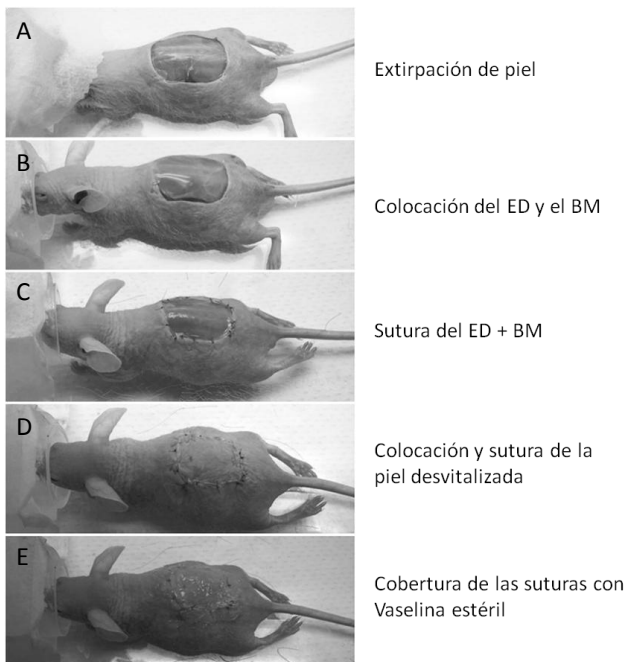 A
Extirpación de piel
B
Colocación del ED y el BM
C
Sutura del ED + BM
D
Colocación y sutura de la
piel desvitalizada
E
Cobertura de las suturas con
Vaselina estéril